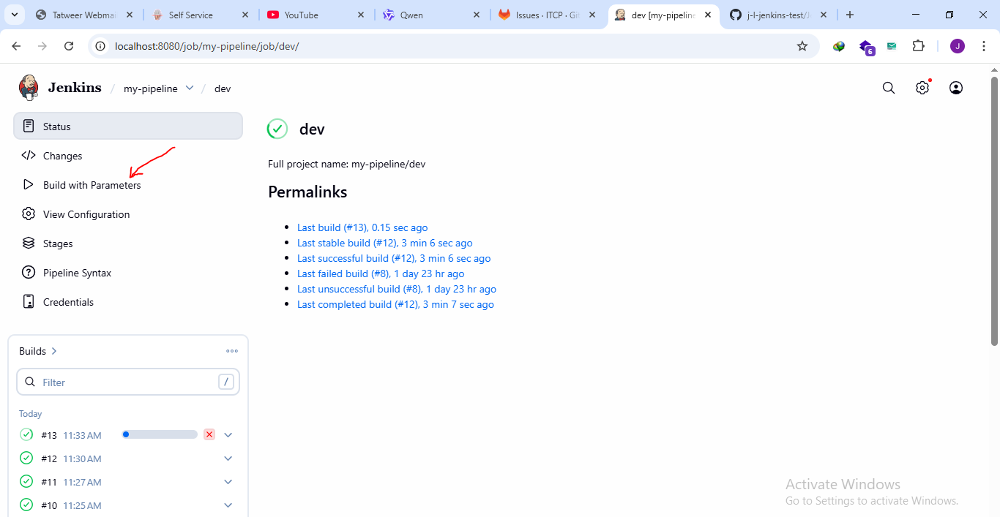 Tatweer Webmai
Self Service
YouTube
Qwen
Issues · ITCP · Git
dev [my-pipeline
j-l-jenkins-test/J
localhost:8080/job/my-pipeline/job/dev/
6
J
Jenkins / my-pipeline / dev
Status
Changes
Build with Parameters
View Configuration
Stages
Pipeline Syntax
Credentials
Builds
Filter /
Today
#13 11:33 AM
#12 11:30 AM
#11 11:27 AM
#10 11:25 AM
dev
Full project name: my-pipeline/dev
Permalinks
Last build (#13), 0.15 sec ago
Last stable build (#12), 3 min 6 sec ago
Last successful build (#12), 3 min 6 sec ago
Last failed build (#8), 1 day 23 hr ago
Last unsuccessful build (#8), 1 day 23 hr ago
Last completed build (#12), 3 min 7 sec ago
Activate Windows
Go to Settings to activate Windows.